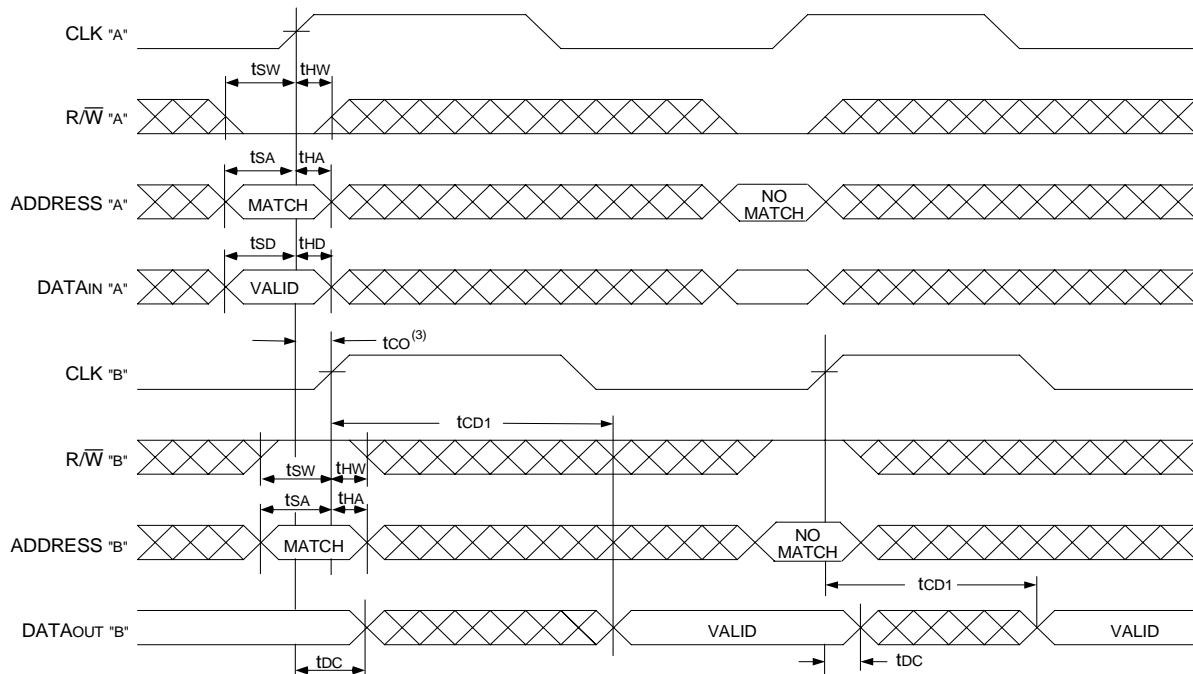 CLK "A"
tSW tHW
R/W̅ "A"
tSA tHA
ADDRESS "A" MATCH NO MATCH
tSD tHD
DATAIN "A" VALID
tCO(3)
CLK "B"
tCD1
R/W̅ "B"
tSW tHW
tSA tHA
ADDRESS "B" MATCH NO MATCH
tCD1
DATAOUT "B" VALID VALID
tDC tDC